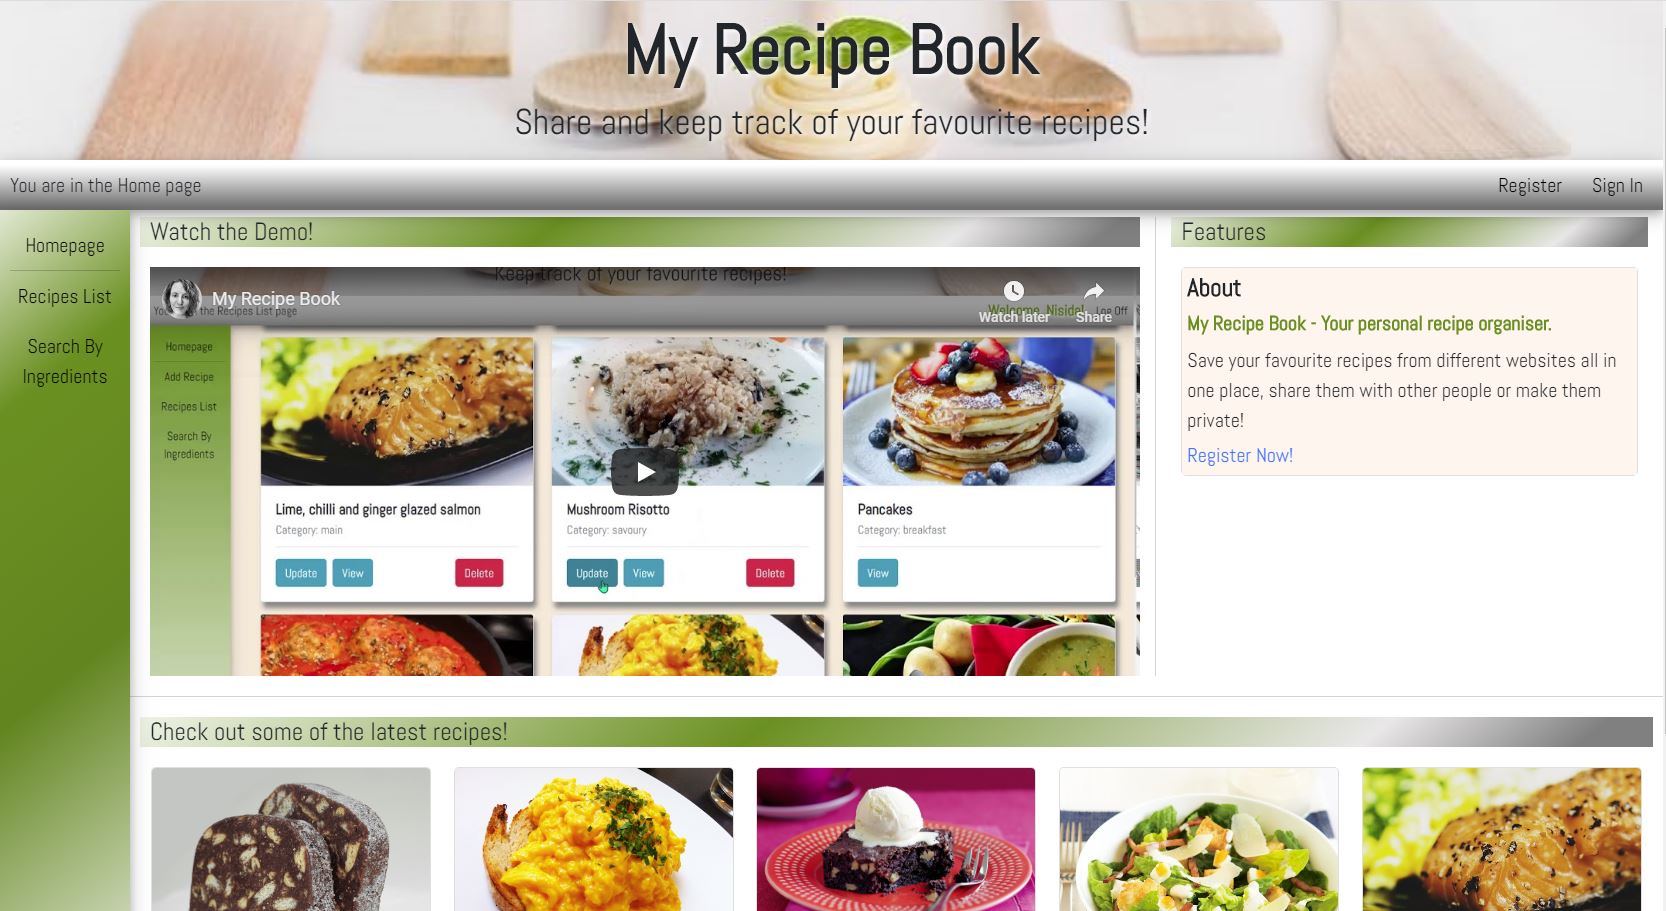 My Recipe Book
Share and keep track of your favourite recipes!
You are in the Home page
Register
Sign In
Homepage
Recipes List
Search By
Ingredients
Watch the Demo!
Keep track of your favourite recipes!
My Recipe Book
the Recipes List page
Watch later
Share
Welcome, Niside!
Log Off
Homepage
Add Recipe
Recipes List
Search By
Ingredients
Lime, chilli and ginger glazed salmon
Category: main
Update
View
Delete
Mushroom Risotto
Category: savoury
Update
View
Delete
Pancakes
Category: breakfast
View
Features
About
My Recipe Book - Your personal recipe organiser.
Save your favourite recipes from different websites all in
one place, share them with other people or make them
private!
Register Now!
Check out some of the latest recipes!